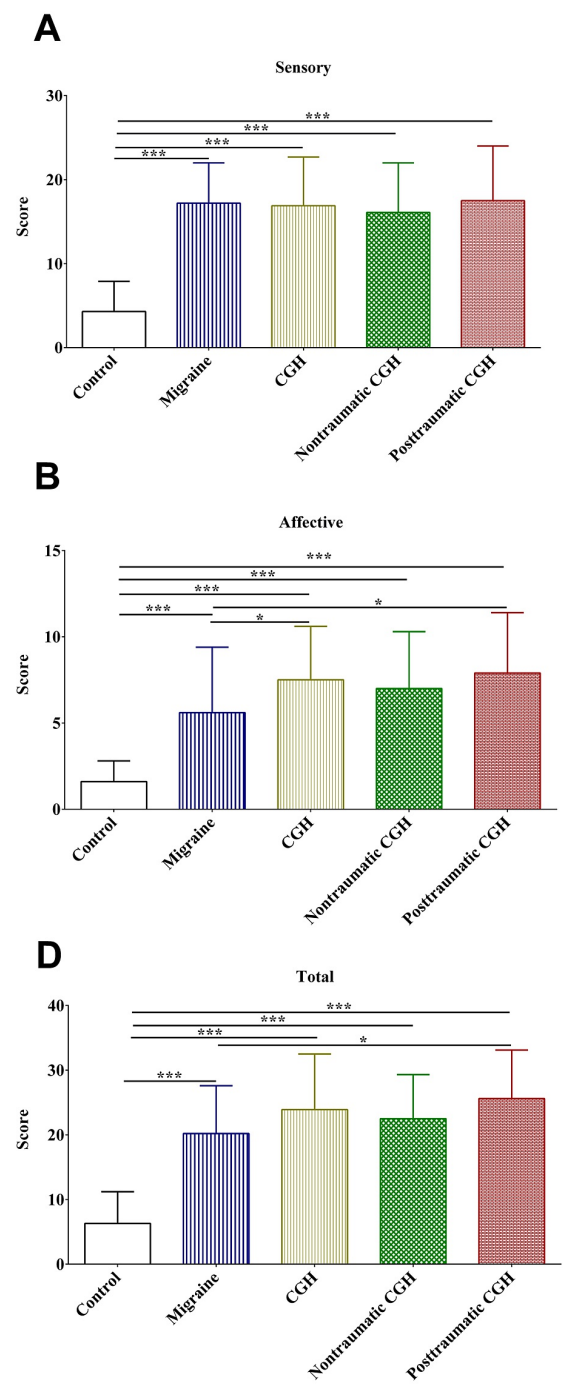 A
Sensory
30
20
10
0
Score
***
***
***
***
Control
Migraine
CGH
Nontraumatic CGH
Posttraumatic CGH
B
Affective
15
10
5
0
Score
***
***
***
***
*
*
Control
Migraine
CGH
Nontraumatic CGH
Posttraumatic CGH
D
Total
40
30
20
10
0
Score
***
***
***
*
***
Control
Migraine
CGH
Nontraumatic CGH
Posttraumatic CGH